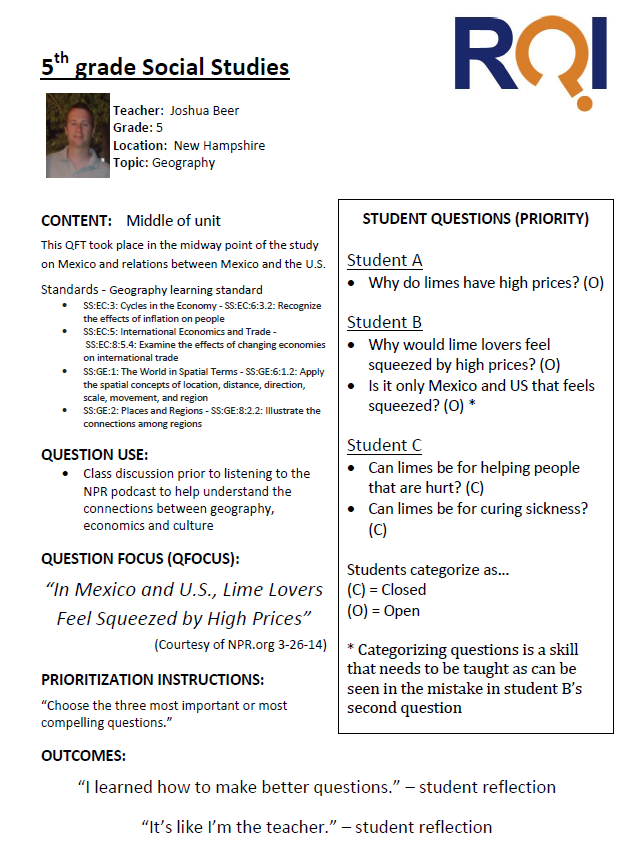 RQI
5th grade Social Studies
Teacher: Joshua Beer
Grade: 5
Location: New Hampshire
Topic: Geography
CONTENT: Middle of unit
This QFT took place in the midway point of the study
on Mexico and relations between Mexico and the U.S.
Standards - Geography learning standard
• SS:EC:3: Cycles in the Economy - SS:EC:6:3.2: Recognize
the effects of inflation on people
• SS:EC:5: International Economics and Trade -
SS:EC:8:5.4: Examine the effects of changing economies
on international trade
• SS:GE:1: The World in Spatial Terms - SS:GE:6:1.2: Apply
the spatial concepts of location, distance, direction,
scale, movement, and region
• SS:GE:2: Places and Regions - SS:GE:8:2.2: Illustrate the
connections among regions
QUESTION USE:
• Class discussion prior to listening to the
NPR podcast to help understand the
connections between geography,
economics and culture
QUESTION FOCUS (QFOCUS):
“In Mexico and U.S., Lime Lovers
Feel Squeezed by High Prices”
(Courtesy of NPR.org 3-26-14)
PRIORITIZATION INSTRUCTIONS:
“Choose the three most important or most
compelling questions.”
STUDENT QUESTIONS (PRIORITY)
Student A
• Why do limes have high prices? (O)
Student B
• Why would lime lovers feel
squeezed by high prices? (O)
• Is it only Mexico and US that feels
squeezed? (O) *
Student C
• Can limes be for helping people
that are hurt? (C)
• Can limes be for curing sickness?
(C)
Students categorize as…
(C) = Closed
(O) = Open
* Categorizing questions is a skill
that needs to be taught as can be
seen in the mistake in student B’s
second question
OUTCOMES:
“I learned how to make better questions.” – student reflection
“It’s like I’m the teacher.” – student reflection